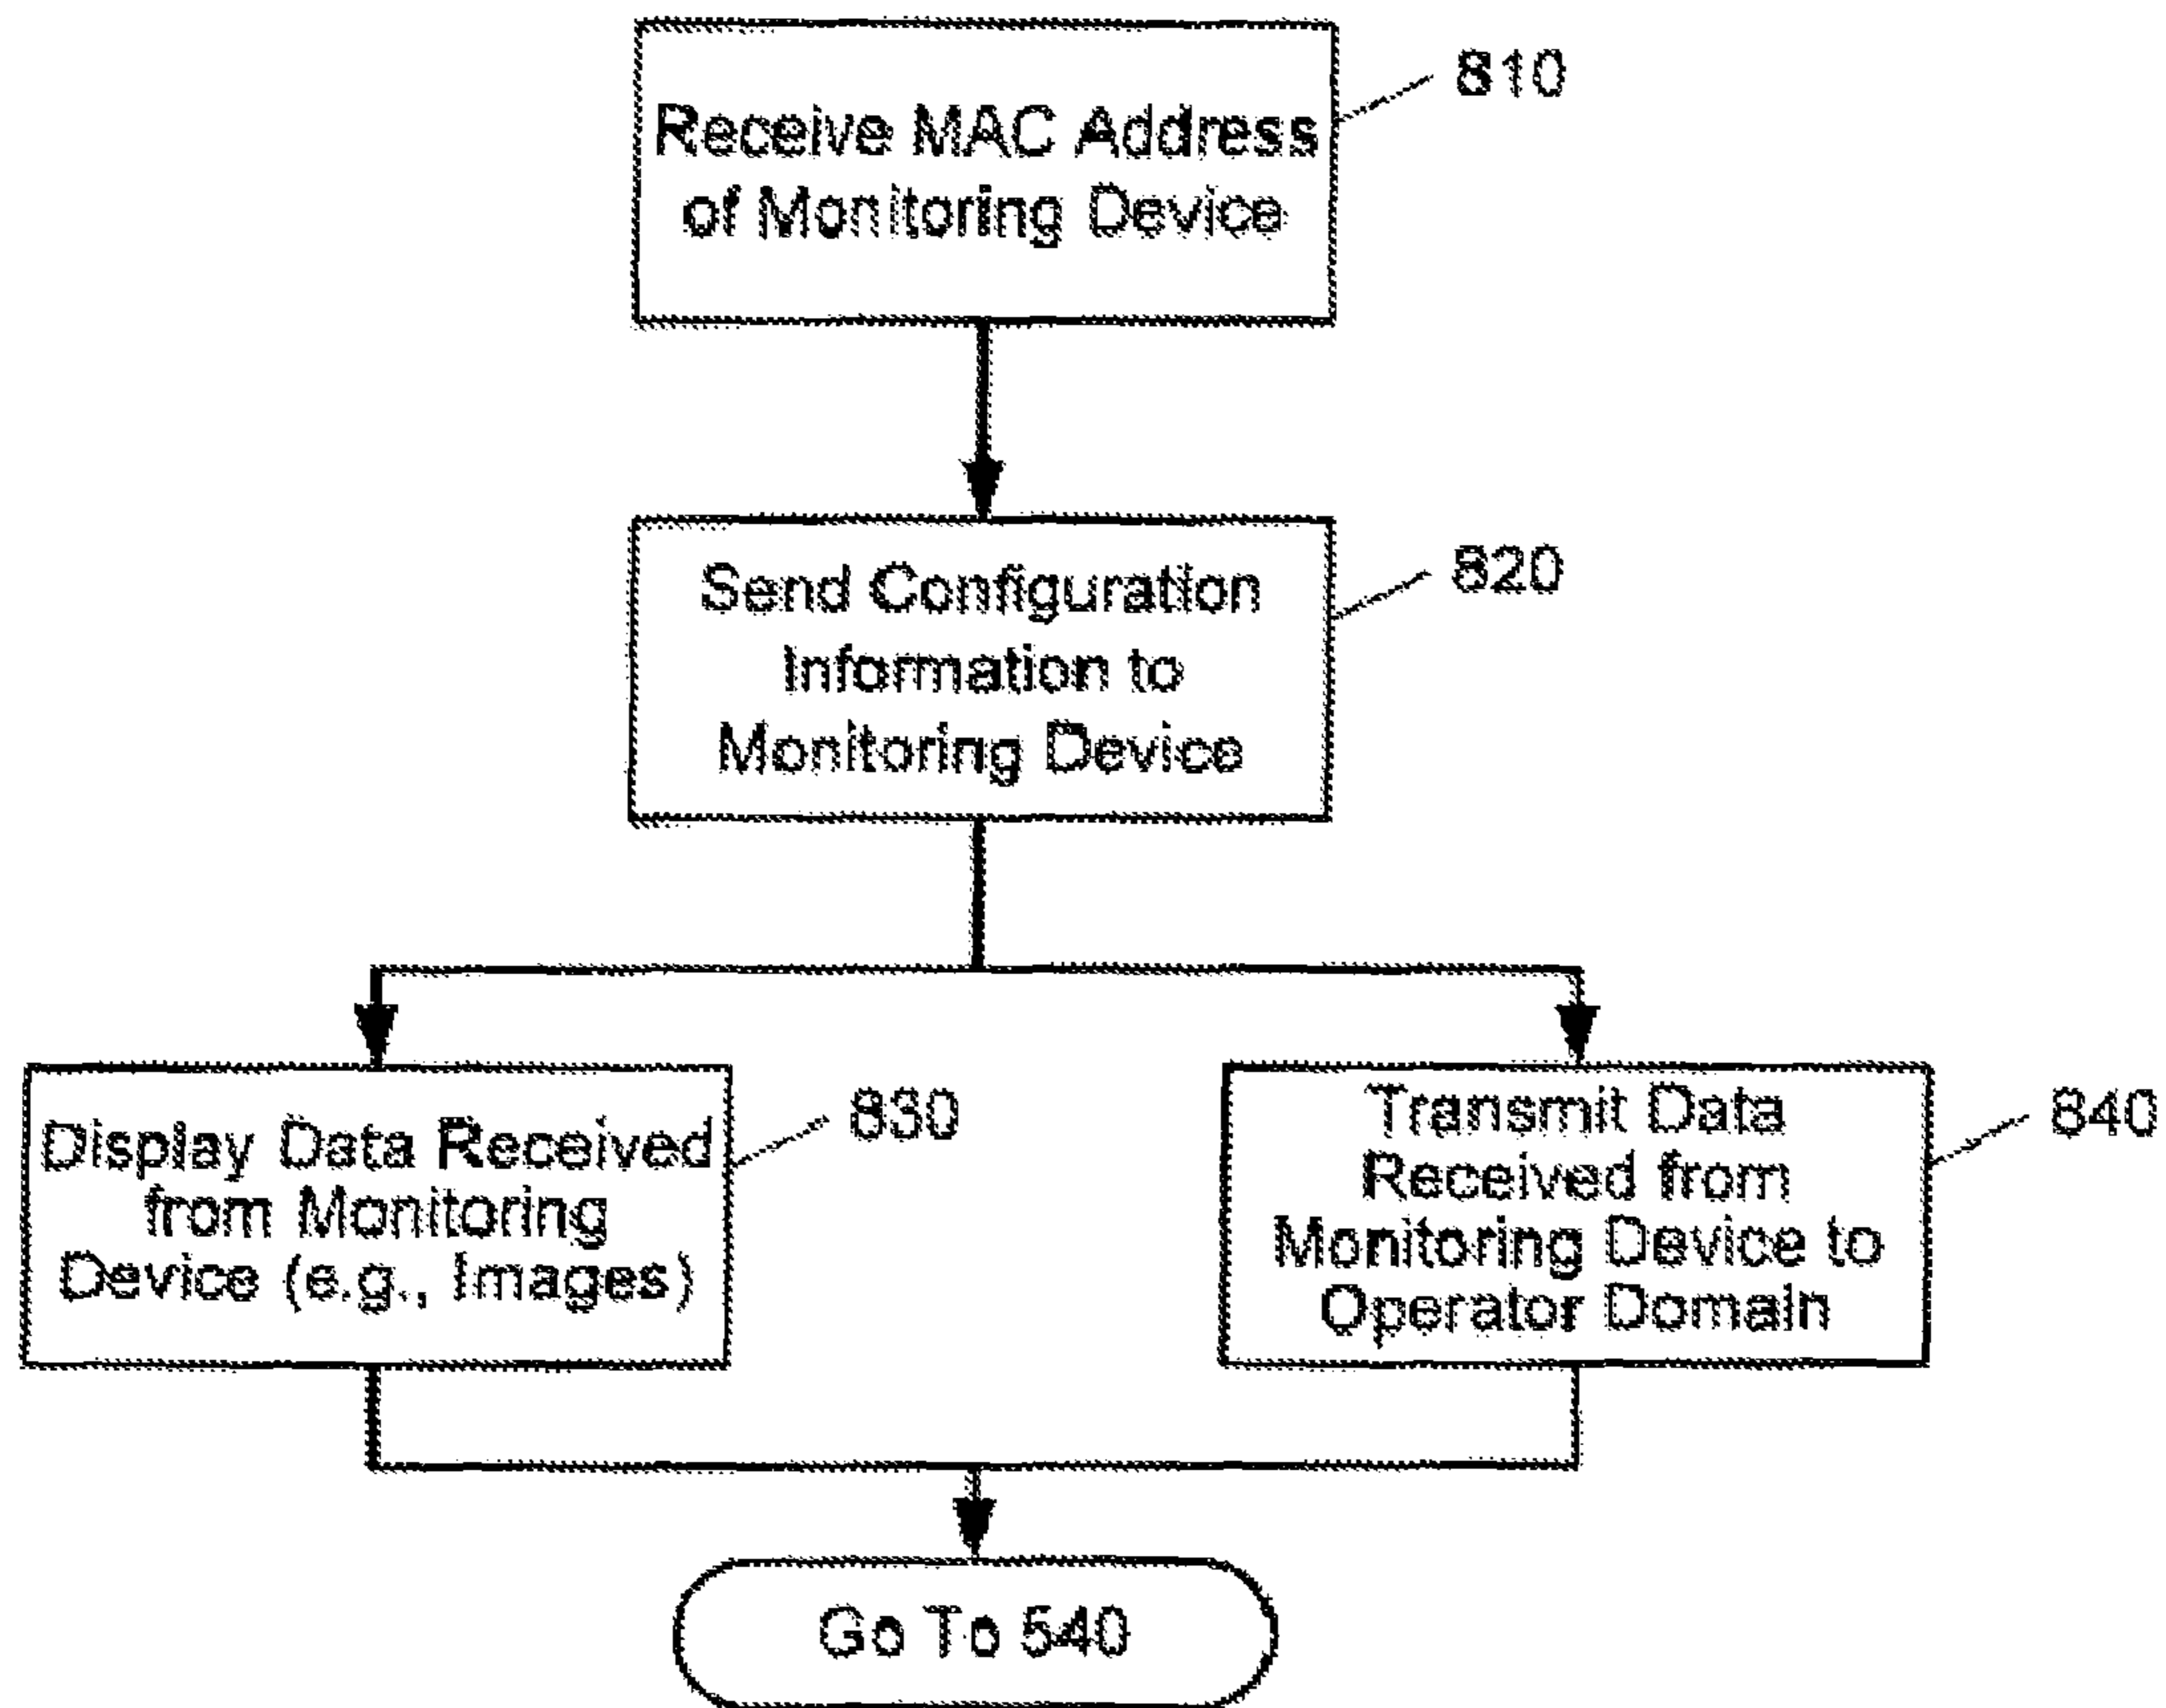 Receive MAC Address
of Monitoring Device
810
Send Configuration
Information to
Monitoring Device
820
Display Data Received
from Monitoring
Device (e.g., Images)
830
Transmit Data
Received from
Monitoring Device to
Operator Domain
840
Go To 540